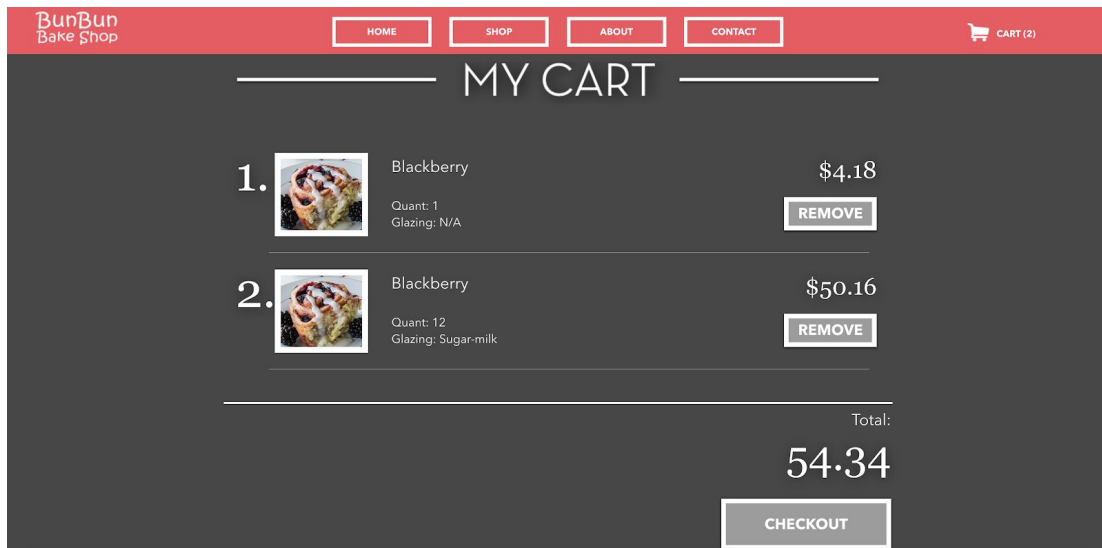 BunBun
Bake Shop
HOME SHOP ABOUT CONTACT CART (2)
MY CART
1. Blackberry $4.18
Quant: 1
Glazing: N/A
REMOVE
2. Blackberry $50.16
Quant: 12
Glazing: Sugar-milk
REMOVE
Total:
54.34
CHECKOUT